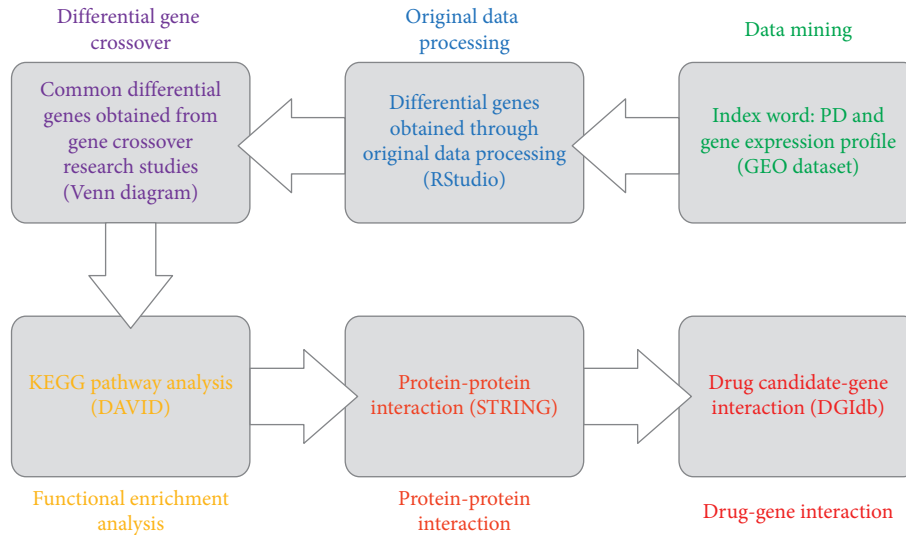 Differential gene
crossover
Original data
processing
Data mining
Common differential
genes obtained from
gene crossover
research studies
(Venn diagram)
Differential genes
obtained through
original data processing
(RStudio)
Index word: PD and
gene expression profile
(GEO dataset)
KEGG pathway analysis
(DAVID)
Protein-protein
interaction (STRING)
Drug candidate-gene
interaction (DGIdb)
Functional enrichment
analysis
Protein-protein
interaction
Drug-gene interaction